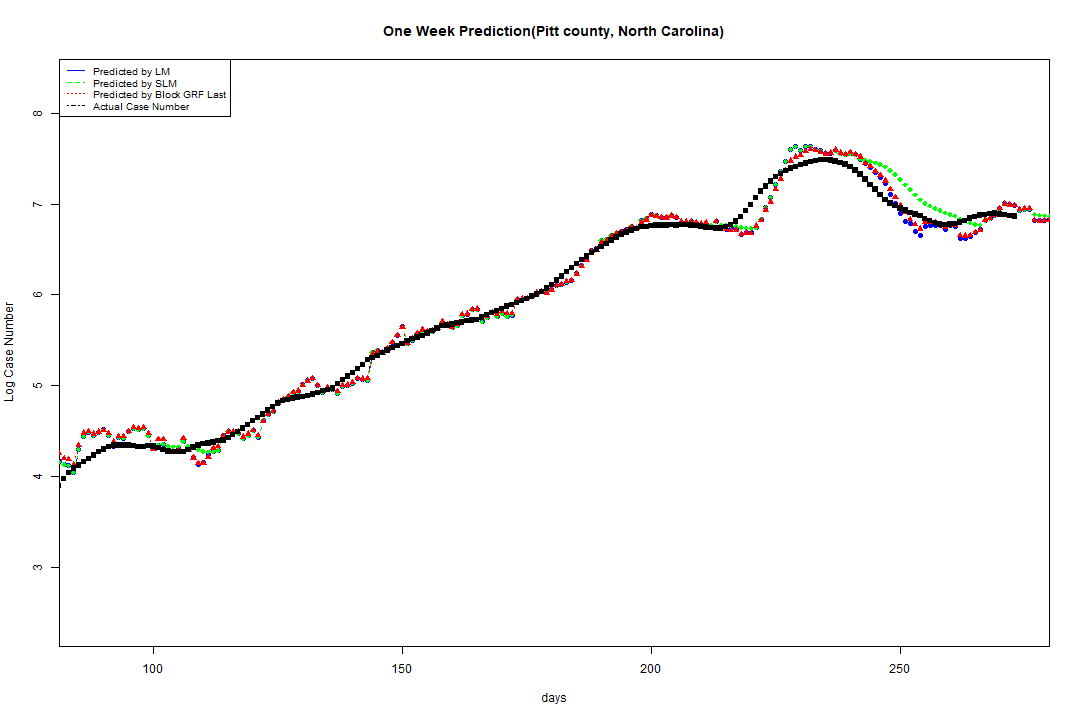 One Week Prediction(Pitt county, North Carolina)
Predicted by LM
Predicted by SLM
Predicted by Block GRF Last
Actual Case Number
8
7
6
5
4
3
Log Case Number
100 150 200 250
days